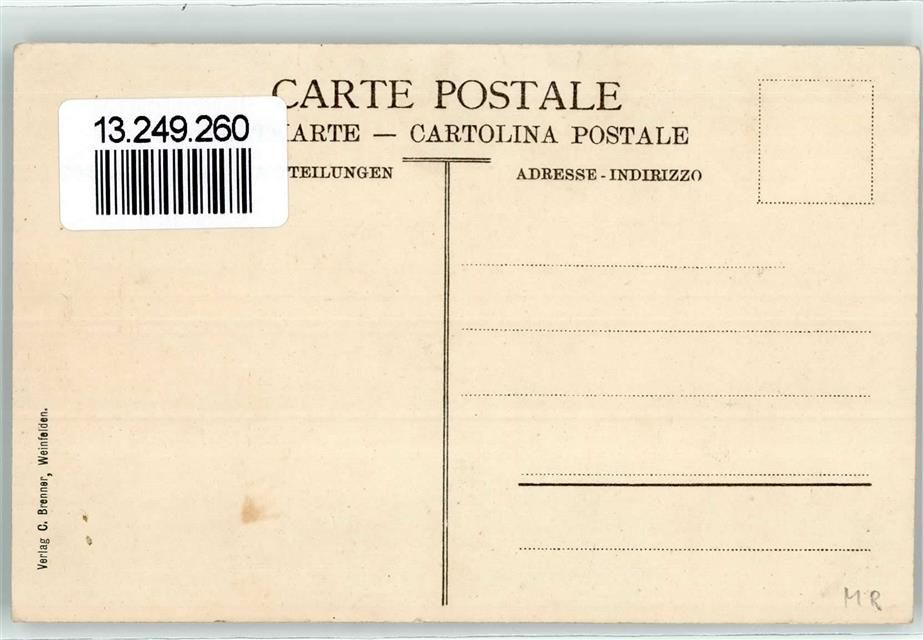 CARTE POSTALE
13.249.260
KARTE — CARTOLINA POSTALE
TEILUNGEN
ADRESSE - INDIRIZZO
Verlag C. Brenner, Weinfelden.
MR